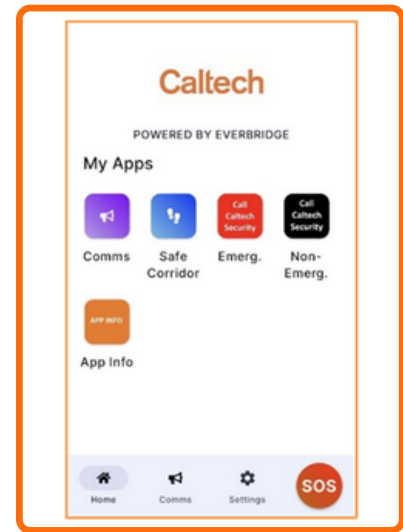 Caltech
POWERED BY EVERBRIDGE
My Apps
Call
Caltech
Security
Call
Caltech
Security
Comms
Safe
Corridor
Emerg.
Non-
Emerg.
APP INFO
App Info
Home
Comms
Settings
SOS